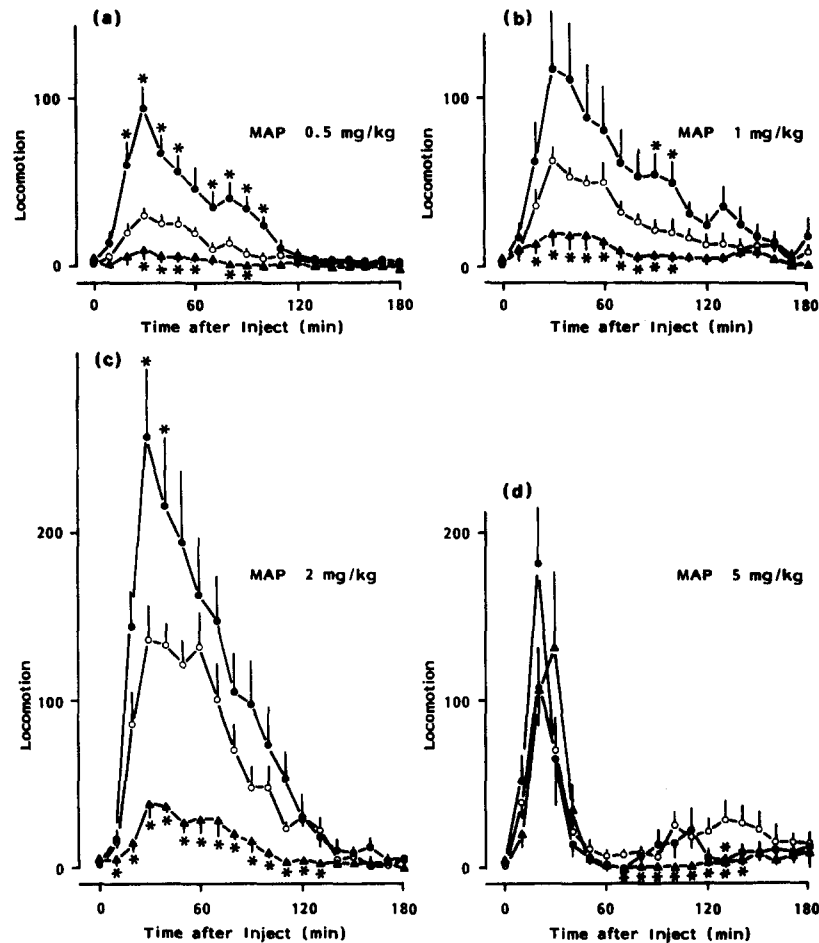 (a)
100
Locomotion
0
MAP 0.5 mg/kg
0 60 120 180
Time after Inject (min)
(b)
100
Locomotion
0
MAP 1 mg/kg
0 60 120 180
Time after Inject (min)
(c)
200
100
Locomotion
0
MAP 2 mg/kg
0 60 120 180
Time after Inject (min)
(d)
200
100
Locomotion
0
MAP 5 mg/kg
0 60 120 180
Time after Inject (min)